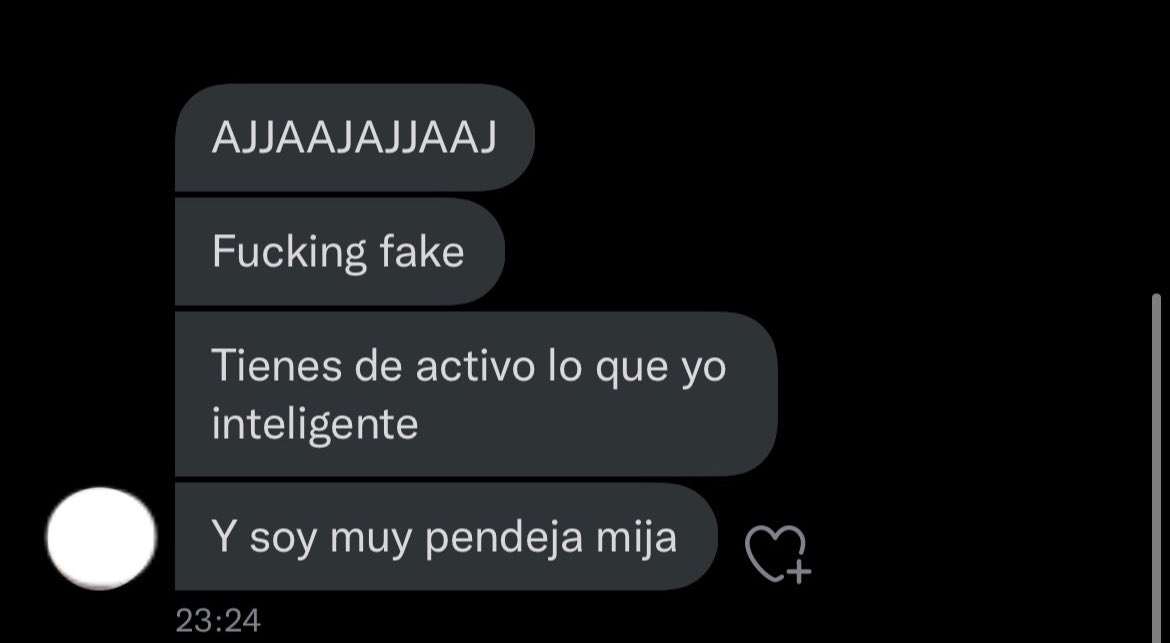 AJJAAJAJJAAJ
Fucking fake
Tienes de activo lo que yo
inteligente
Y soy muy pendeja mija
23:24